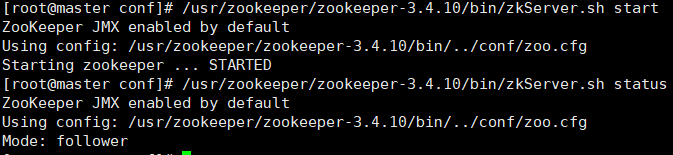 [root@master conf]# /usr/zookeeper/zookeeper-3.4.10/bin/zkServer.sh start
ZooKeeper JMX enabled by default
Using config: /usr/zookeeper/zookeeper-3.4.10/bin/../conf/zoo.cfg
Starting zookeeper ... STARTED
[root@master conf]# /usr/zookeeper/zookeeper-3.4.10/bin/zkServer.sh status
ZooKeeper JMX enabled by default
Using config: /usr/zookeeper/zookeeper-3.4.10/bin/../conf/zoo.cfg
Mode: follower